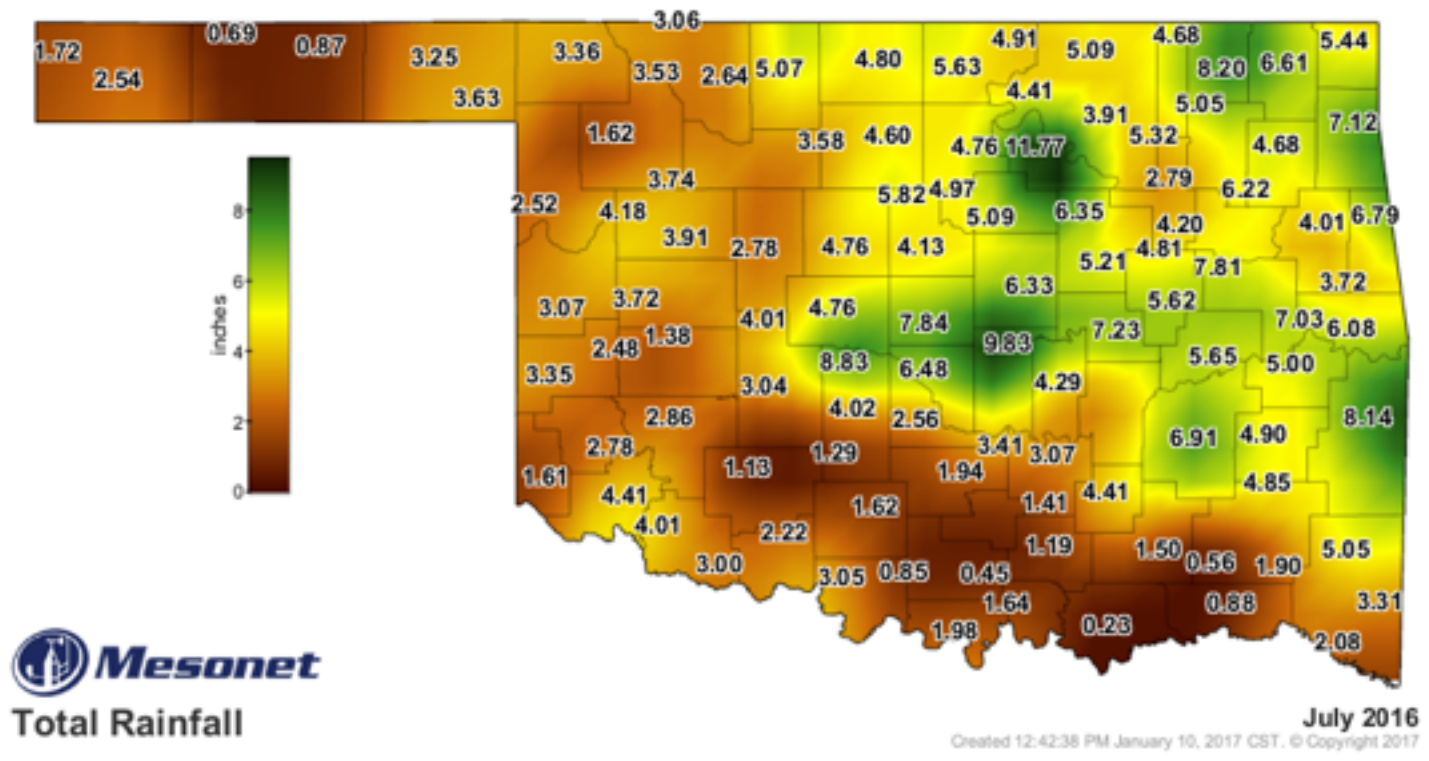 3.06
1.72 0.69 0.87 3.25 3.36 4.80 4.91 5.09 4.68 5.44
2.54 3.63 3.53 2.64 5.07 5.63 8.20 6.61
4.41 5.05
1.62 3.58 4.60 4.76 11.77 3.91 5.32 4.68 7.12
3.74 5.82 4.97 2.79 6.22
2.52 4.18 5.09 6.35 4.20 4.01 6.79
3.91 2.78 4.76 4.13 5.21 4.81 7.81
6.33 3.72
3.07 3.72 4.76 5.62
1.38 4.01 7.84 7.23 7.03 6.08
2.48 8.83 6.48 9.83 5.65 5.00
3.35 3.04 4.29
2.86 4.02 2.56 8.14
2.78 1.29 3.41 3.07 6.91 4.90
1.61 1.13 1.94 4.85
4.41 1.62 1.41 4.41
4.01 2.22 1.19 1.50 5.05
3.00 3.05 0.85 0.45 0.56 1.90
1.64 0.88 3.31
1.98 0.23 2.08
8
6
4
2
0
inches
Mesonet
Total Rainfall
July 2016
Created 12:42:38 PM January 10, 2017 CST. © Copyright 2017